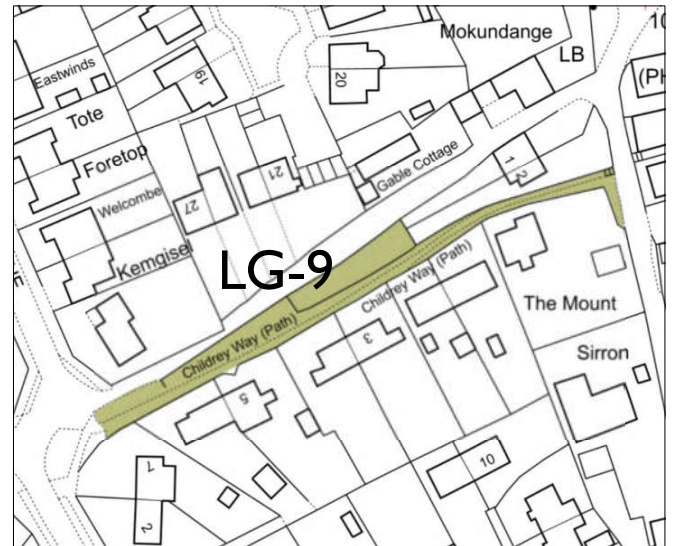 Mokundange
10
LB
(PH
Eastwinds
19
20
Tote
Foretop
Gable Cottage
1
2
21
Welcombe
27
Kemgisel
LG-9
Childrey Way (Path)
The Mount
Childrey Way (Path)
3
Sirron
5
10
1
2